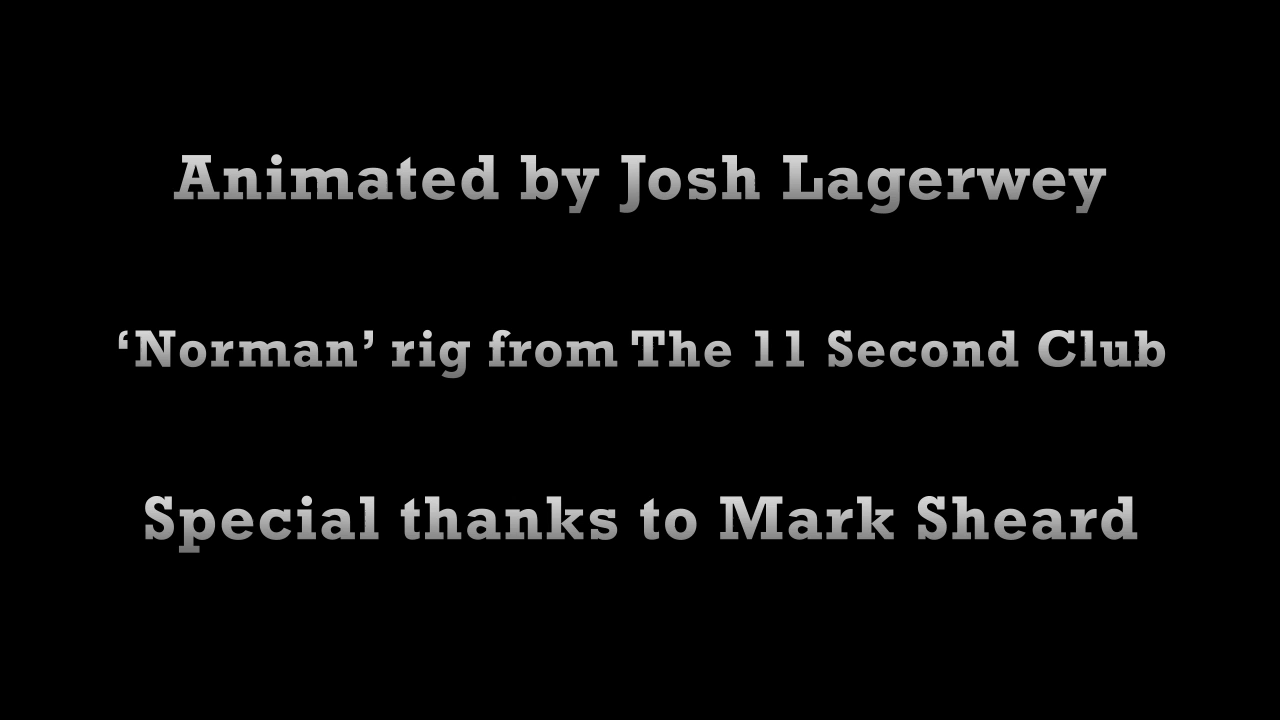 Animated by Josh Lagerwey
‘Norman’ rig from The 11 Second Club
Special thanks to Mark Sheard